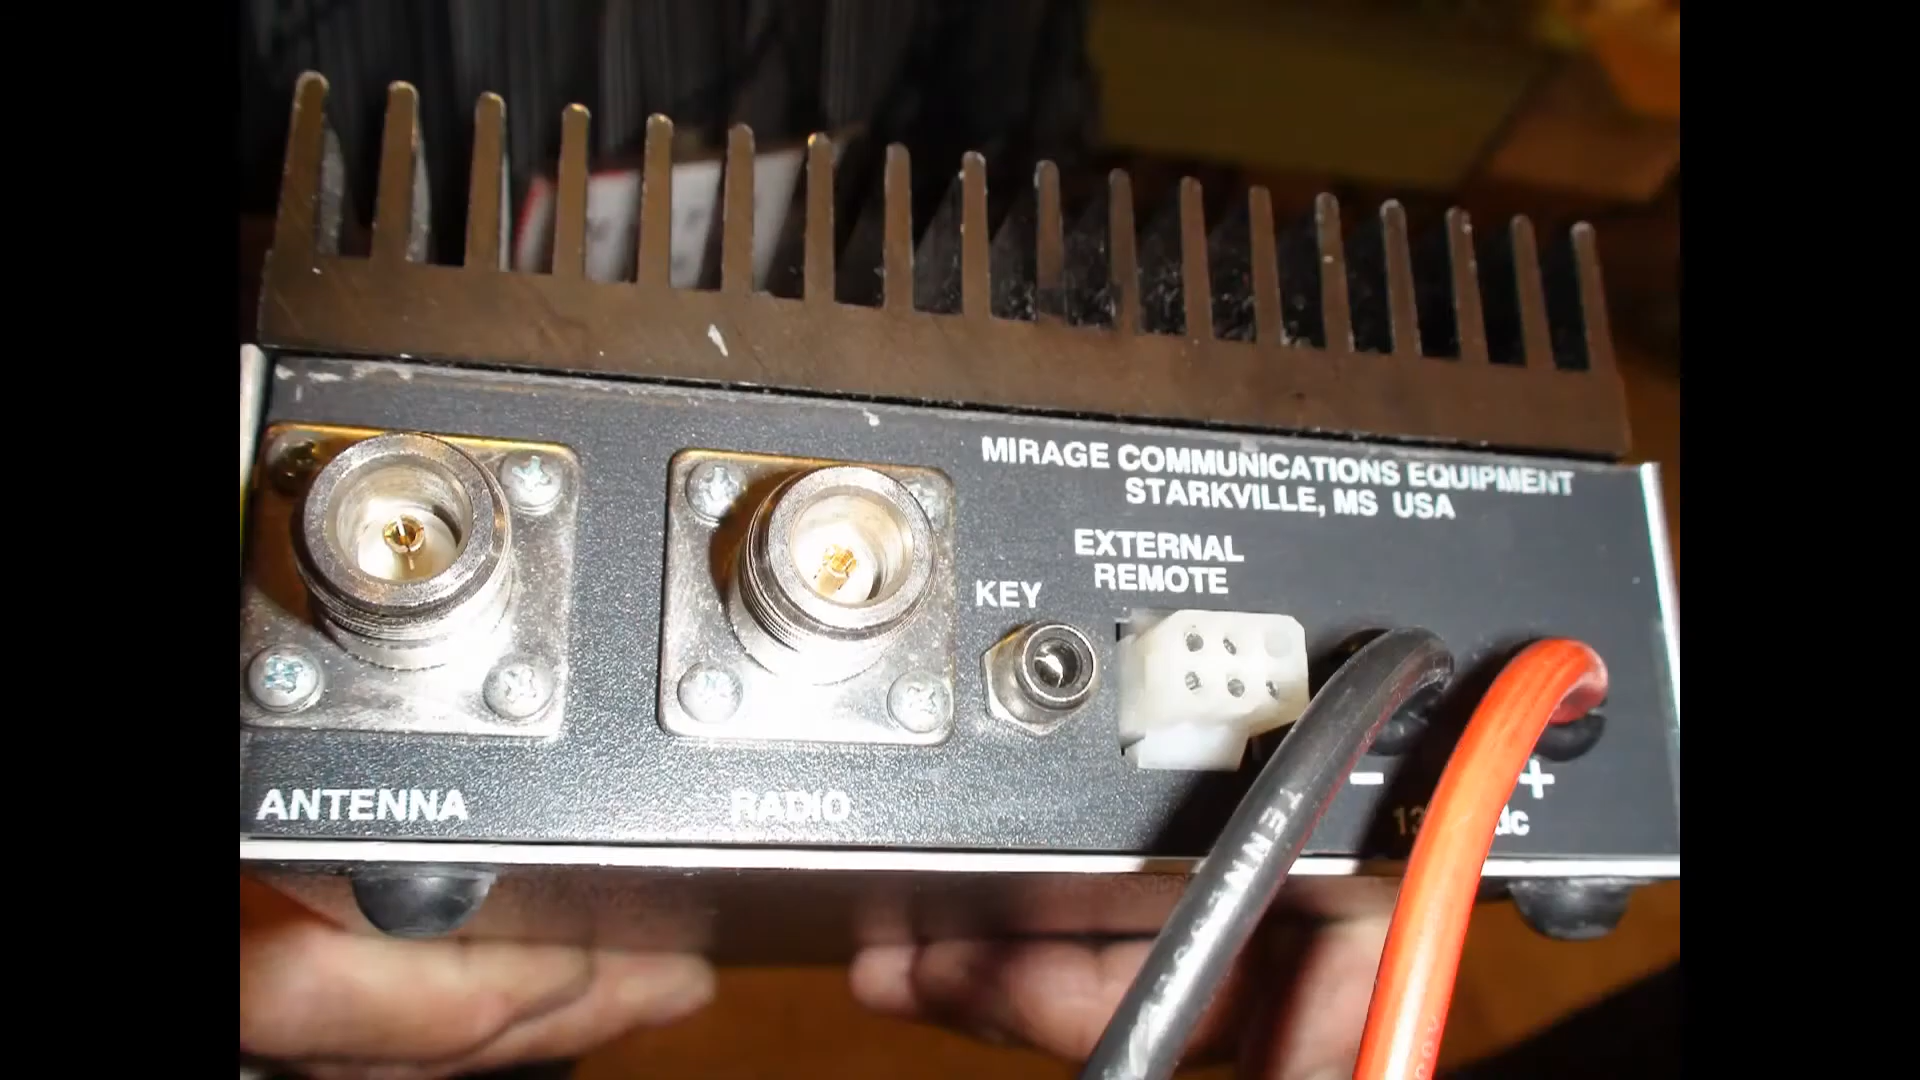 MIRAGE COMMUNICATIONS EQUIPMENT
STARKVILLE, MS USA
EXTERNAL
REMOTE
KEY
ANTENNA
RADIO
- +